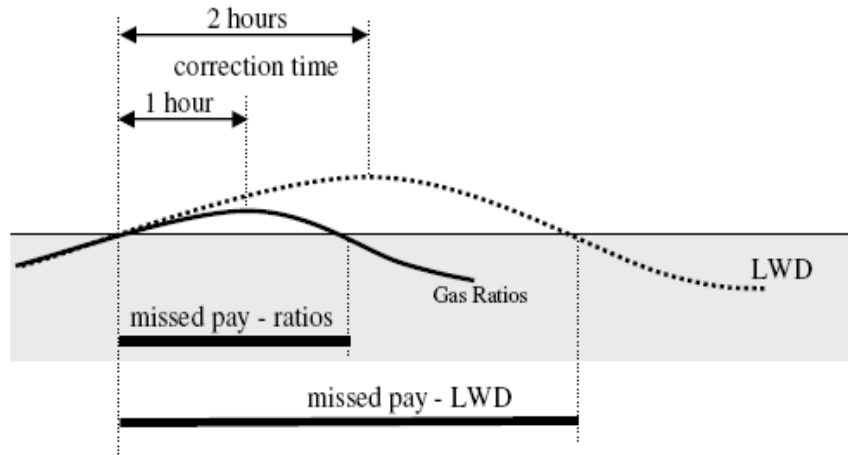 2 hours
correction time
1 hour
LWD
Gas Ratios
missed pay - ratios
missed pay - LWD